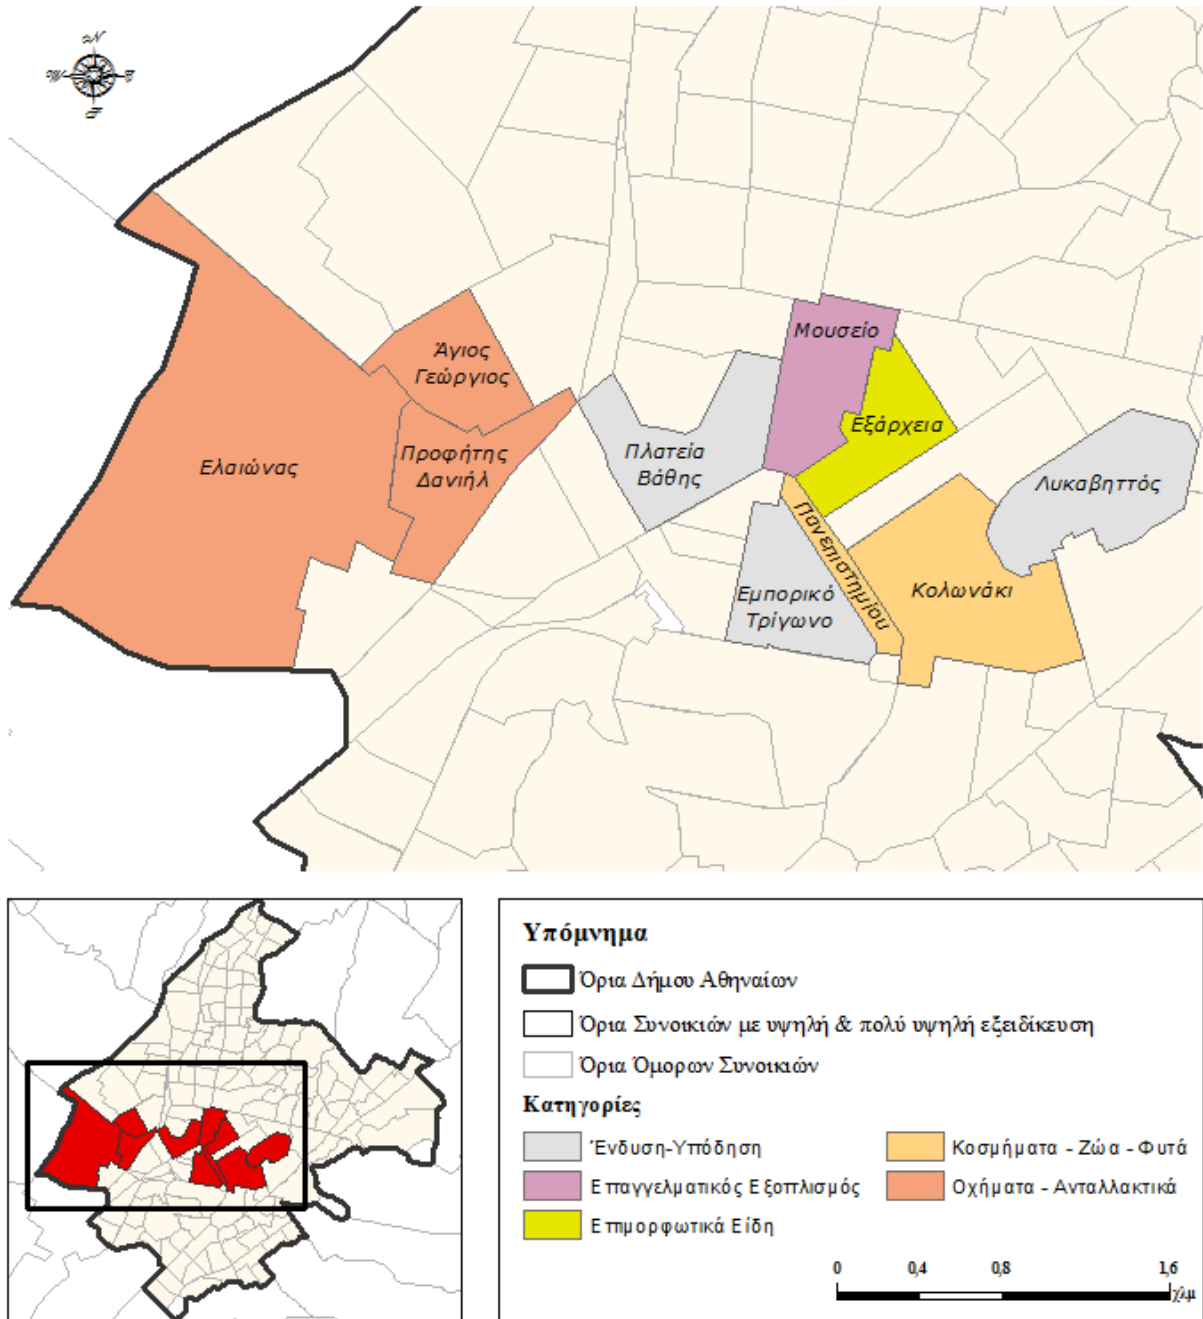 N
W E
S
Μουσείο
Άγιος
Γεώργιος
Εξάρχεια
Πλατεία
Βάθης
Προφήτης
Δανιήλ
Ελαιώνας
Λυκαβηττός
Πανεπιστημίου
Εμπορικό
Τρίγωνο
Κολωνάκι
Υπόμνημα
Όρια Δήμου Αθηναίων
Όρια Συνοικιών με υψηλή & πολύ υψηλή εξειδίκευση
Όρια Όμορων Συνοικιών
Κατηγορίες
Ένδυση-Υπόδηση
Κοσμήματα - Ζώα - Φυτά
Επαγγελματικός Εξοπλισμός
Οχήματα - Ανταλλακτικά
Επιμορφωτικά Είδη
0 0,4 0,8 1,6
χλμ